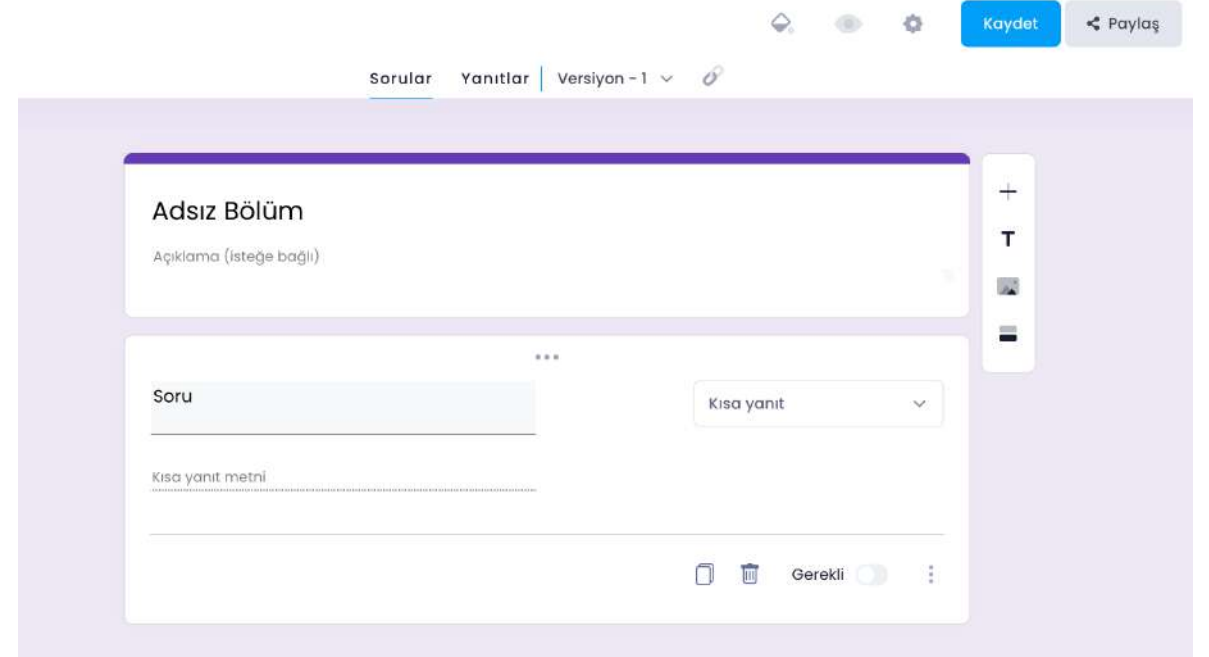 Kaydet
Paylaş
Sorular Yanıtlar Versiyon - 1
Adsız Bölüm
Açıklama (isteğe bağlı)
T
Soru
Kısa yanıt
Kısa yanıt metni
Gerekli